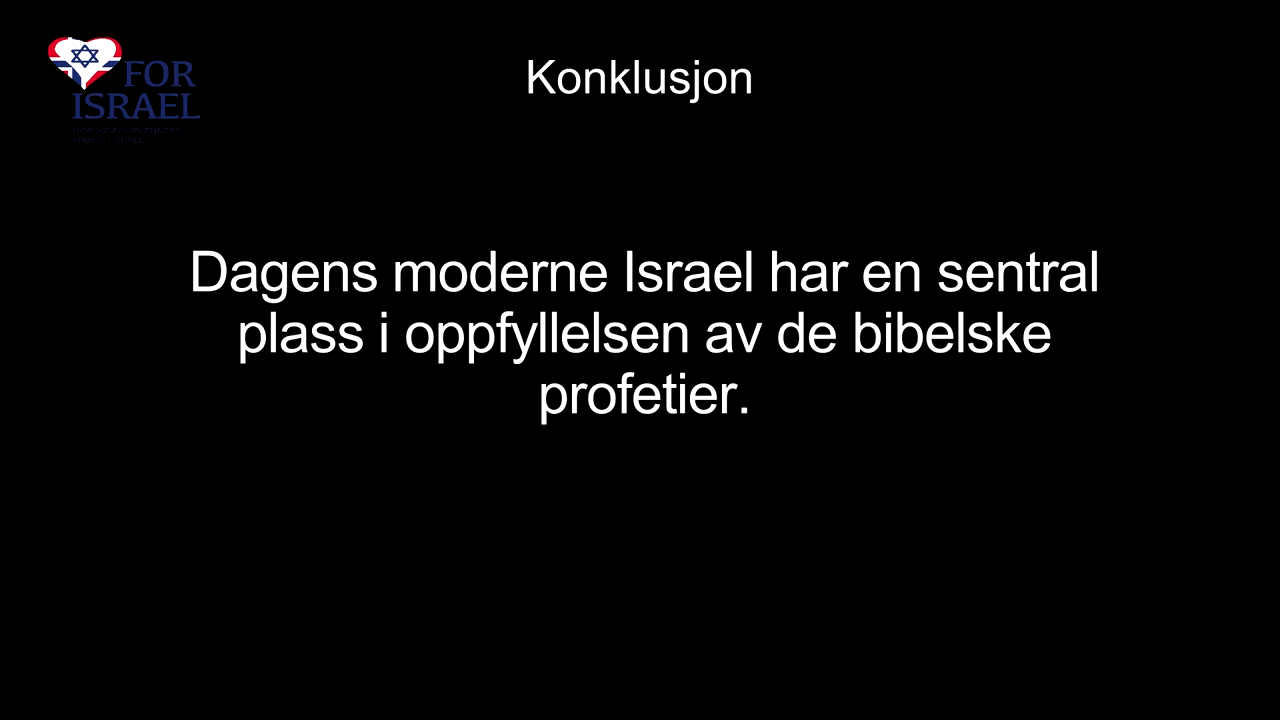 FOR
ISRAEL
Konklusjon
Dagens moderne Israel har en sentral
plass i oppfyllelsen av de bibelske
profetier.